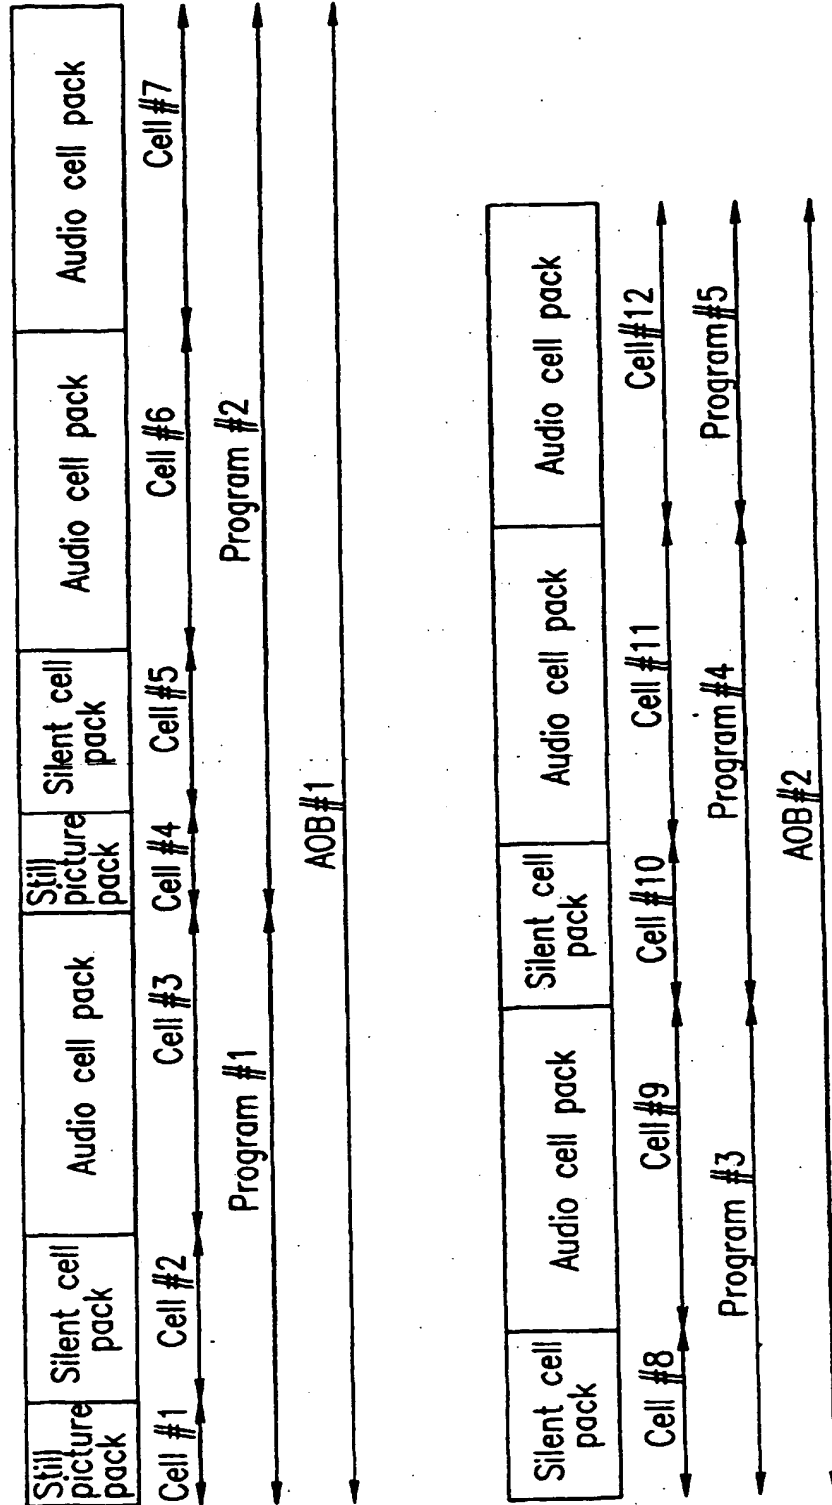 Still
picture
pack
Silent cell
pack
Audio cell pack
Still
picture
pack
Silent cell
pack
Audio cell pack
Audio cell pack
Cell #1
Cell #2
Cell #3
Cell #4
Cell #5
Cell #6
Cell #7
Program #1
Program #2
AOB#1
Silent cell
pack
Audio cell pack
Silent cell
pack
Audio cell pack
Audio cell pack
Cell #8
Cell#9
Cell #10
Cell #11
Cell#12
Program #3
Program#4
Program#5
AOB#2